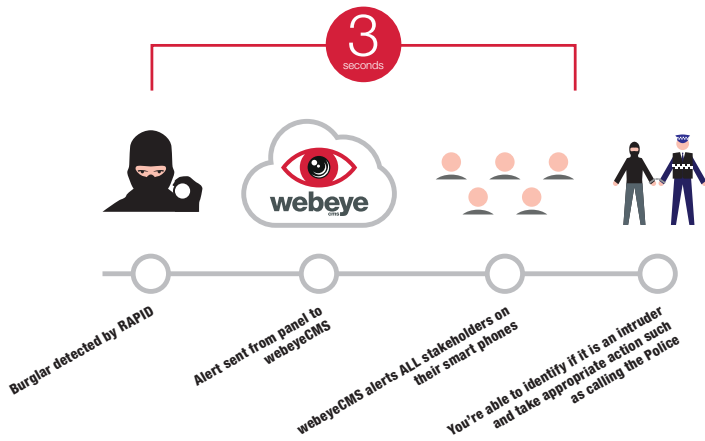 3
seconds
webeye
cms
Burglar detected by RAPID
Alert sent from panel to
webeyeCMS
webeyeCMS alerts ALL stakeholders on
their smart phones
You're able to identify if it is an intruder
and take appropriate action such
as calling the Police